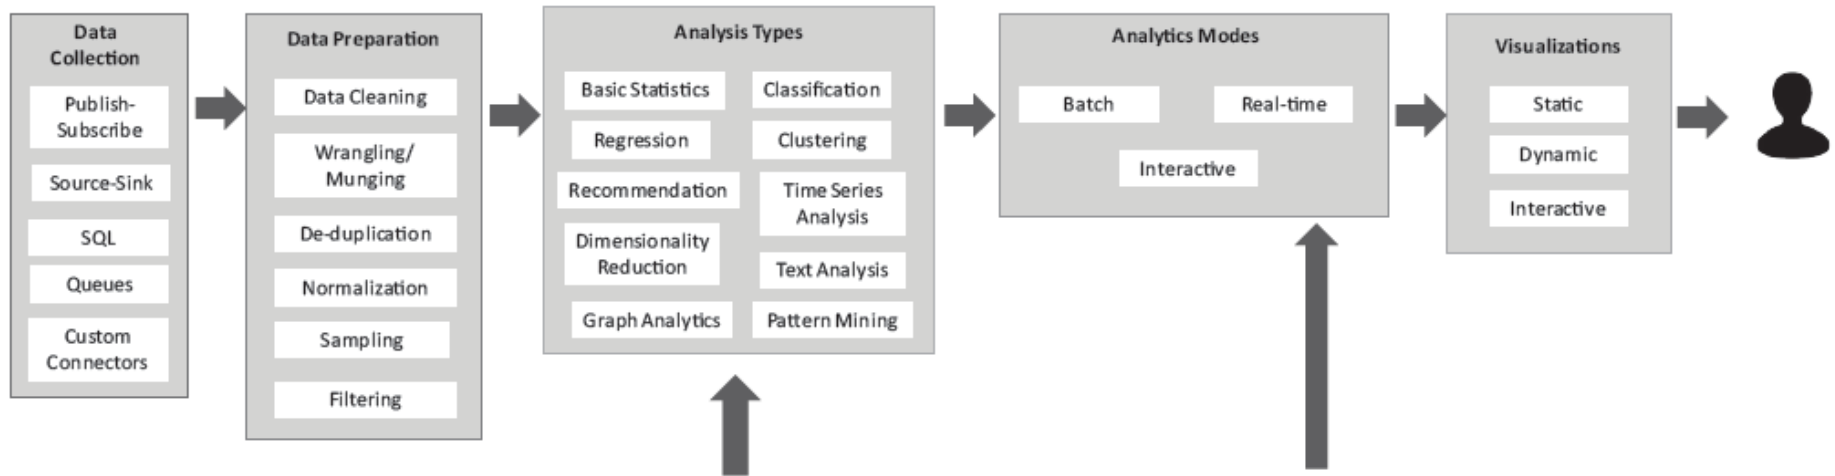 Data
Collection
Publish-
Subscribe
Source-Sink
SQL
Queues
Custom
Connectors
Data Preparation
Data Cleaning
Wrangling/
Munging
De-duplication
Normalization
Sampling
Filtering
Analysis Types
Basic Statistics
Classification
Regression
Clustering
Recommendation
Time Series
Analysis
Dimensionality
Reduction
Text Analysis
Graph Analytics
Pattern Mining
Analytics Modes
Batch
Real-time
Interactive
Visualizations
Static
Dynamic
Interactive